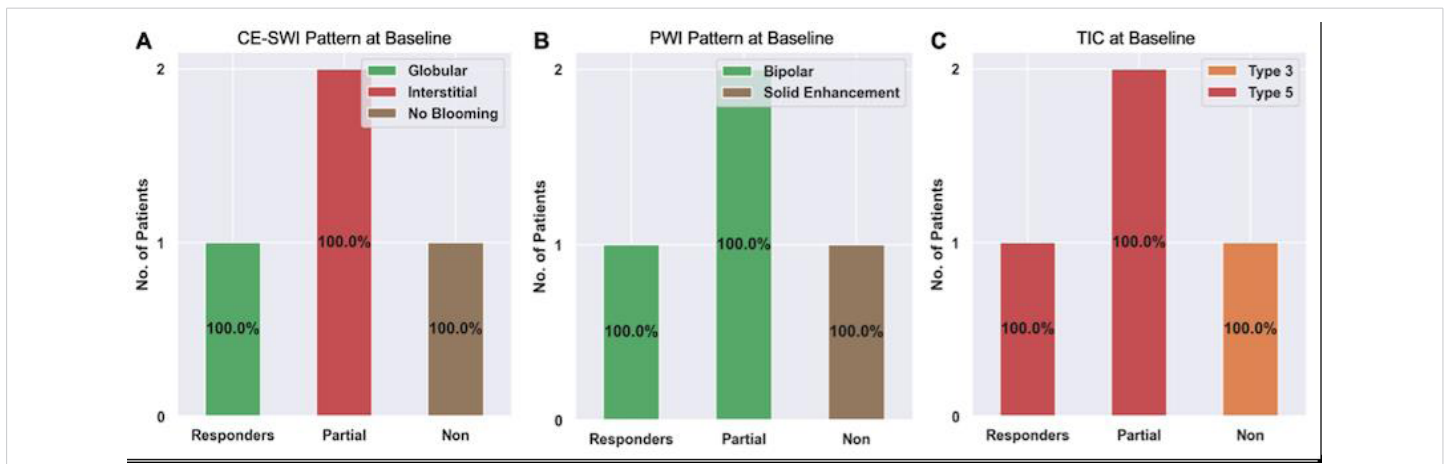 A
CE-SWI Pattern at Baseline
Globular
Interstitial
No Blooming
No. of Patients
2
1
0
100.0%
100.0%
100.0%
Responders
Partial
Non
B
PWI Pattern at Baseline
Bipolar
Solid Enhancement
No. of Patients
2
1
0
100.0%
100.0%
100.0%
Responders
Partial
Non
C
TIC at Baseline
Type 3
Type 5
No. of Patients
2
1
0
100.0%
100.0%
100.0%
Responders
Partial
Non